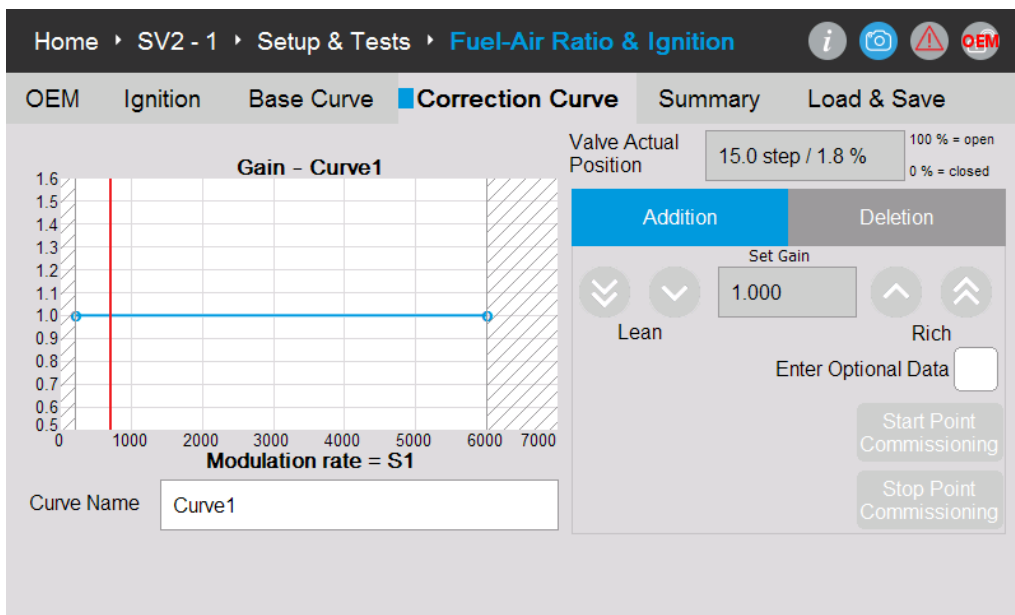 Home ‣ SV2 - 1 ‣ Setup & Tests ‣ Fuel-Air Ratio & Ignition
i
OEM
OEM Ignition Base Curve Correction Curve Summary Load & Save
Gain - Curve1
1.6
1.5
1.4
1.3
1.2
1.1
1.0
0.9
0.8
0.7
0.6
0.5
0 1000 2000 3000 4000 5000 6000 7000
Modulation rate = S1
Curve Name Curve1
Valve Actual
Position
15.0 step / 1.8 %
100 % = open
0 % = closed
Addition Deletion
Set Gain
1.000
Lean Rich
Enter Optional Data
Start Point
Commissioning
Stop Point
Commissioning